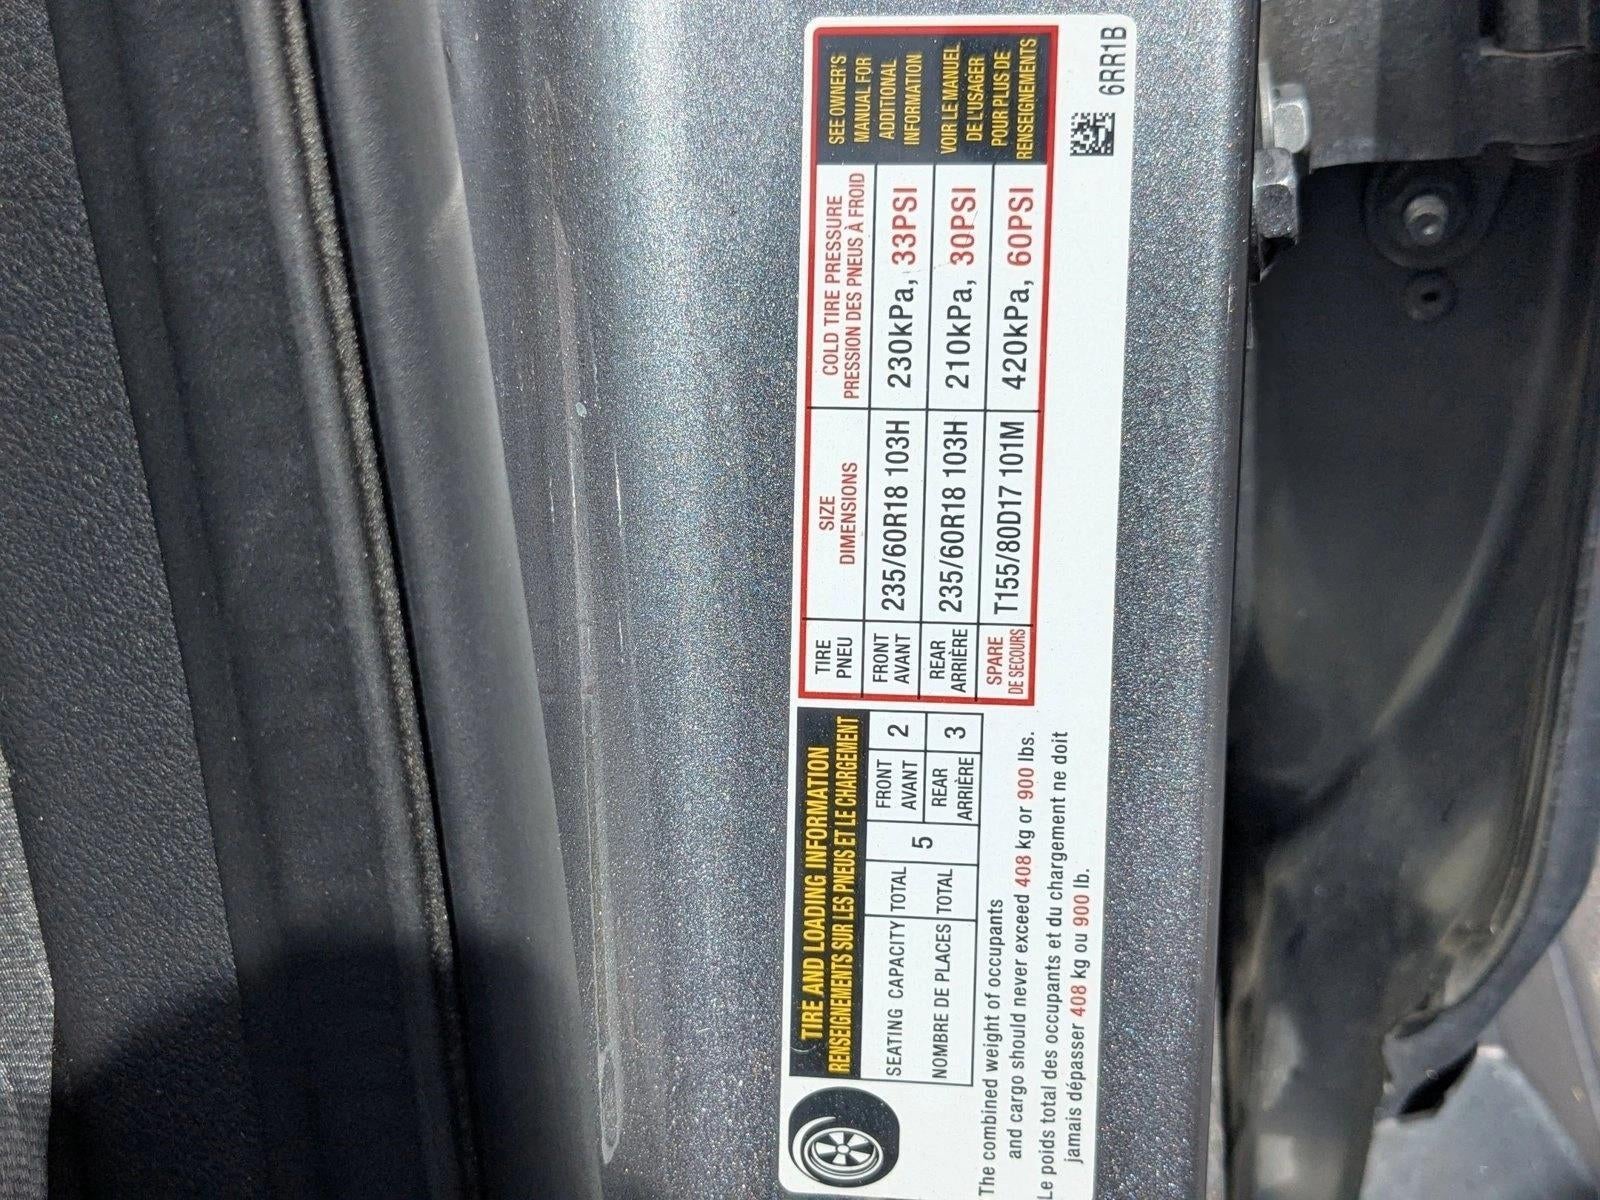 TIRE AND LOADING INFORMATION
RENSEIGNEMENTS SUR LES PNEUS ET LE CHARGEMENT
SEATING CAPACITY TOTAL 5 FRONT AVANT 2
NOMBRE DE PLACES TOTAL REAR ARRIÈRE 3
The combined weight of occupants
and cargo should never exceed 408 kg or 900 lbs.
Le poids total des occupants et du chargement ne doit
jamais dépasser 408 kg ou 900 lb.
TIRE
PNEU
SIZE
DIMENSIONS
COLD TIRE PRESSURE
PRESSION DES PNEUS À FROID
FRONT
AVANT
235/60R18 103H
230kPa, 33PSI
REAR
ARRIÈRE
235/60R18 103H
210kPa, 30PSI
SPARE
DE SECOURS
T155/80D17 101M
420kPa, 60PSI
SEE OWNER'S
MANUAL FOR
ADDITIONAL
INFORMATION
VOIR LE MANUEL
DE L'USAGER
POUR PLUS DE
RENSEIGNMENTS
6RR1B